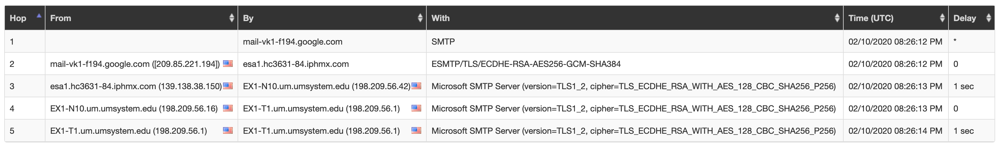 Hop From By With Time (UTC) Delay
1 mail-vk1-f194.google.com SMTP 02/10/2020 08:26:12 PM *
2 mail-vk1-f194.google.com ([209.85.221.194]) esa1.hc3631-84.iphmx.com ESMTP/TLS/ECDHE-RSA-AES256-GCM-SHA384 02/10/2020 08:26:12 PM 0
3 esa1.hc3631-84.iphmx.com (139.138.38.150) EX1-N10.um.umsystem.edu (198.209.56.42) Microsoft SMTP Server (version=TLS1_2, cipher=TLS_ECDHE_RSA_WITH_AES_128_CBC_SHA256_P256) 02/10/2020 08:26:13 PM 1 sec
4 EX1-N10.um.umsystem.edu (198.209.56.16) EX1-T1.um.umsystem.edu (198.209.56.1) Microsoft SMTP Server (version=TLS1_2, cipher=TLS_ECDHE_RSA_WITH_AES_128_CBC_SHA256_P256) 02/10/2020 08:26:13 PM 0
5 EX1-T1.um.umsystem.edu (198.209.56.1) EX1-T1.um.umsystem.edu (198.209.56.1) Microsoft SMTP Server (version=TLS1_2, cipher=TLS_ECDHE_RSA_WITH_AES_128_CBC_SHA256_P256) 02/10/2020 08:26:14 PM 1 sec